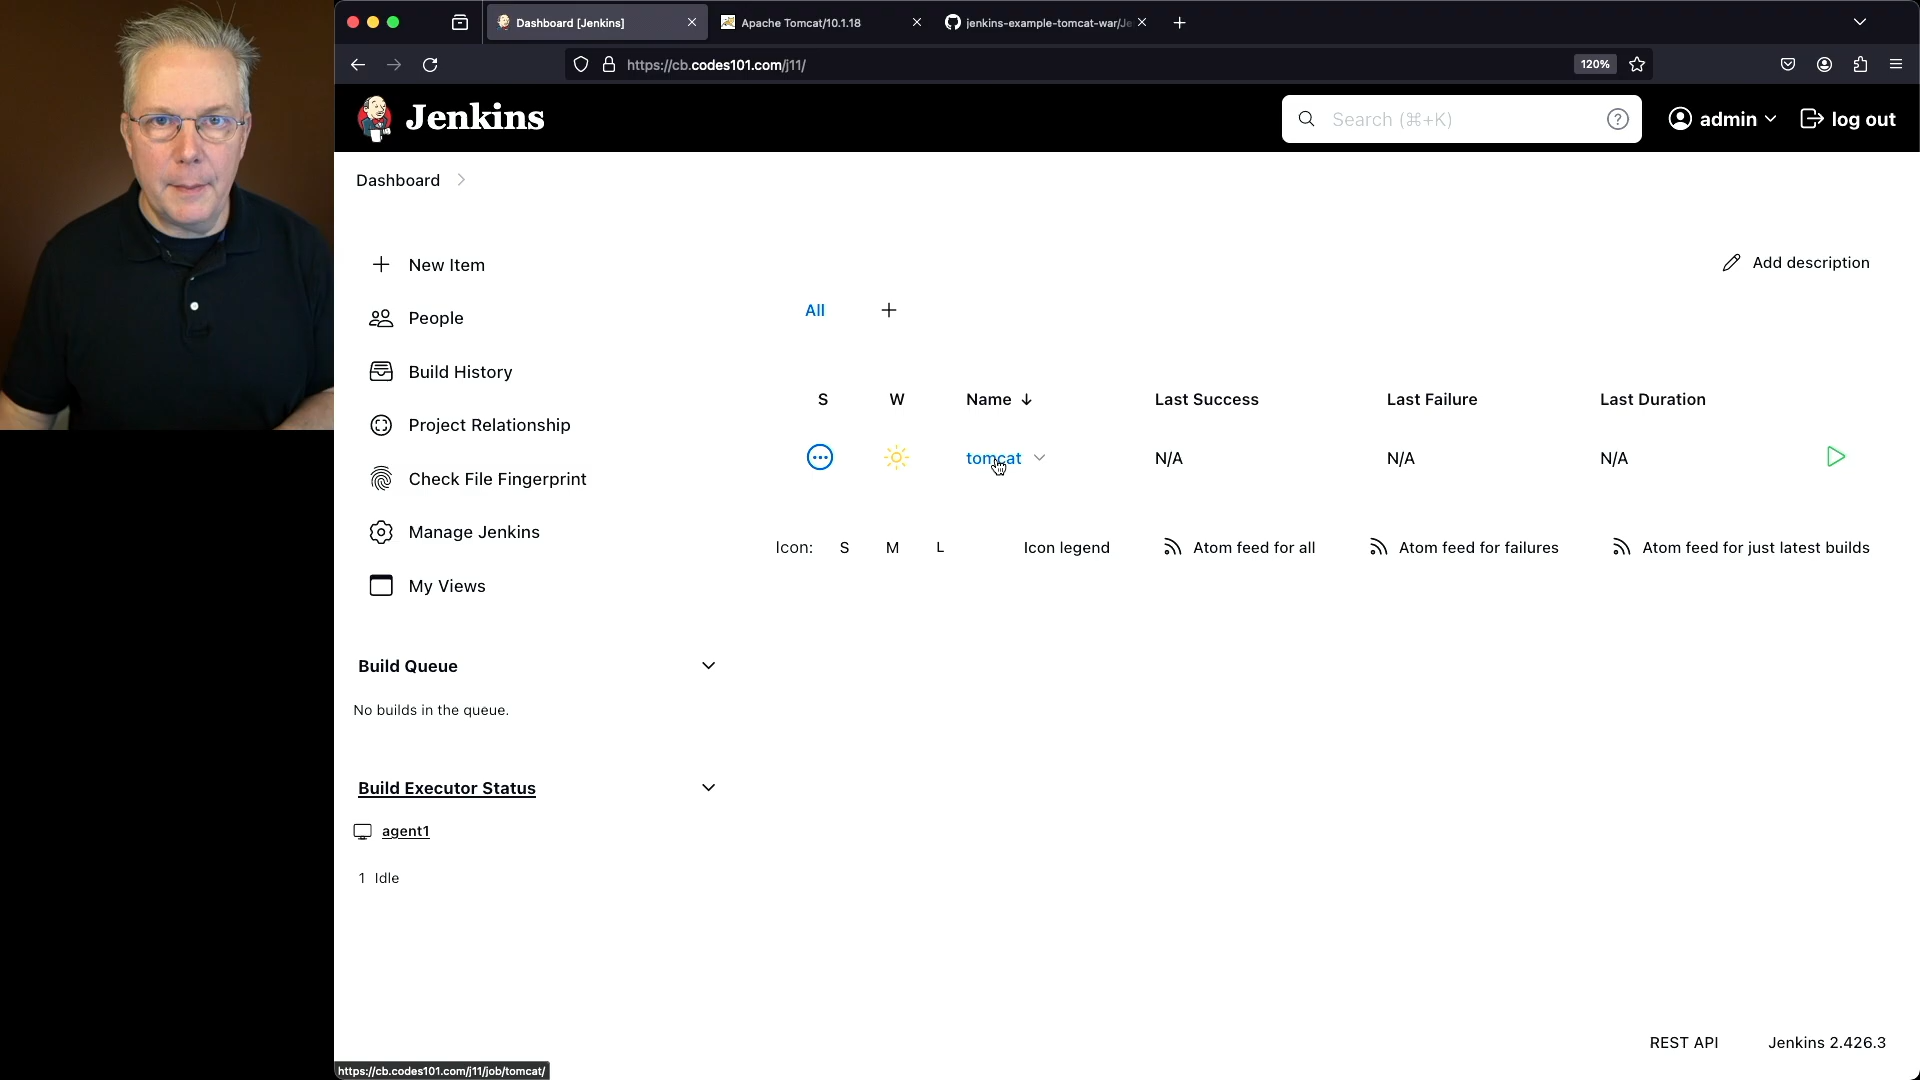 Dashboard [Jenkins]
Apache Tomcat/10.1.18
jenkins-example-tomcat-war/Je
https://cb.codes101.com/j11/
120%
Jenkins
Search (⌘+K)
admin
log out
Dashboard
New Item
Add description
People
All
Build History
S W Name ↓ Last Success Last Failure Last Duration
Project Relationship
tomcat N/A N/A N/A
Check File Fingerprint
Manage Jenkins
Icon: S M L Icon legend Atom feed for all Atom feed for failures Atom feed for just latest builds
My Views
Build Queue
No builds in the queue.
Build Executor Status
agent1
1 Idle
REST API Jenkins 2.426.3
https://cb.codes101.com/j11/job/tomcat/